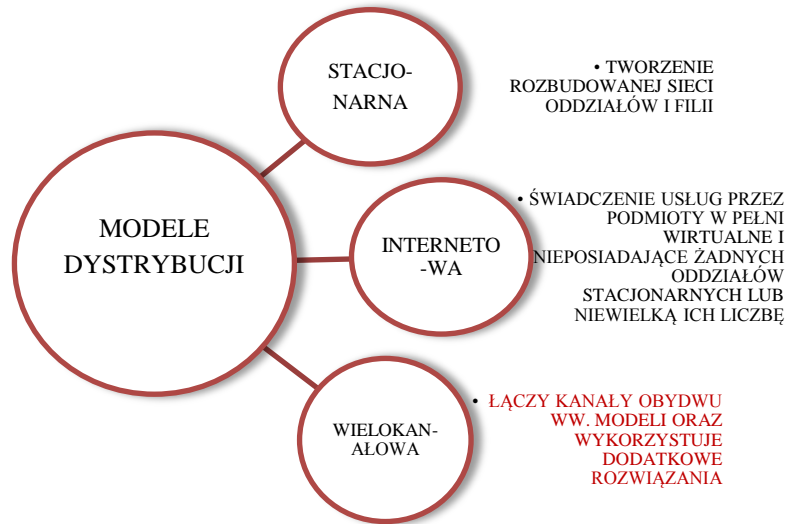 MODELE
DYSTRYBUCJI
STACJO-
NARNA
• TWORZENIE
ROZBUDOWANEJ SIECI
ODDZIAŁÓW I FILII
INTERNETO
-WA
• ŚWIADCZENIE USŁUG PRZEZ
PODMIOTY W PEŁNI
WIRTUALNE I
NIEPOSIADAJĄCE ŻADNYCH
ODDZIAŁÓW
STACJONARNYCH LUB
NIEWIELKĄ ICH LICZBĘ
WIELOKAN-
AŁOWA
• ŁĄCZY KANAŁY OBYDWU
WW. MODELI ORAZ
WYKORZYSTUJE
DODATKOWE
ROZWIĄZANIA